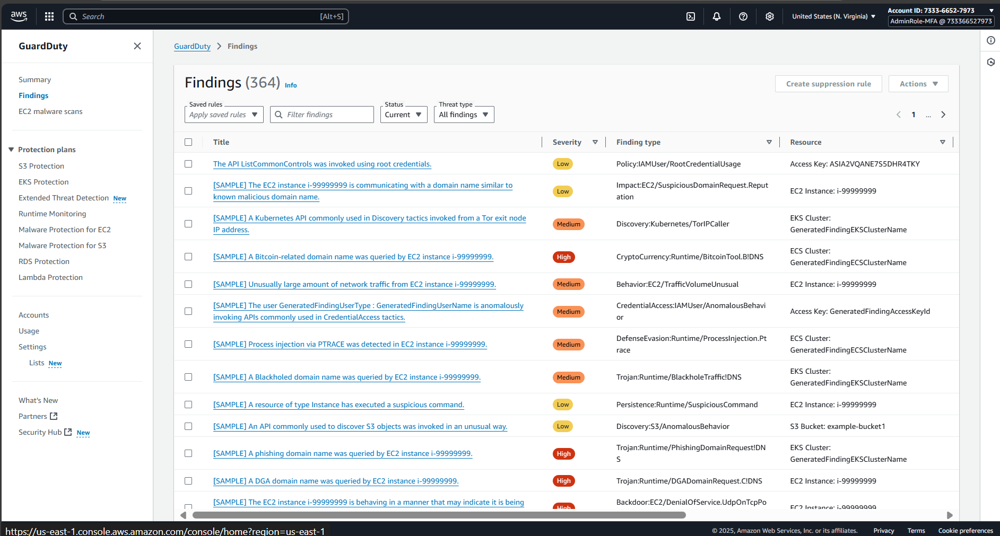 aws
Search
[Alt+S]
United States (N. Virginia)
Account ID: 7333-6652-7973
AdminRole-MFA @ 733366527973
GuardDuty
Summary
Findings
EC2 malware scans
Protection plans
S3 Protection
EKS Protection
Extended Threat Detection New
Runtime Monitoring
Malware Protection for EC2
Malware Protection for S3
RDS Protection
Lambda Protection
Accounts
Usage
Settings
Lists New
What's New
Partners
Security Hub New
GuardDuty Findings
Findings (364) Info
Create suppression rule
Actions
Saved rules
Apply saved rules
Filter findings
Status
Current
Threat type
All findings
1 ...
Title Severity Finding type Resource
The API ListCommonControls was invoked using root credentials. Low Policy:IAMUser/RootCredentialUsage Access Key: ASIA2VQANE7S5DHR4TKY
[SAMPLE] The EC2 instance i-99999999 is communicating with a domain name similar to
known malicious domain name.
Low
Impact:EC2/SuspiciousDomainRequest.Reput
ation
EC2 Instance: i-99999999
[SAMPLE] A Kubernetes API commonly used in Discovery tactics invoked from a Tor exit node
IP address.
Medium
Discovery:Kubernetes/TorIPCaller
EKS Cluster:
GeneratedFindingEKSClusterName
[SAMPLE] A Bitcoin-related domain name was queried by EC2 instance i-99999999.
High
CryptoCurrency:Runtime/BitcoinTool.B!DNS
ECS Cluster:
GeneratedFindingECSClusterName
[SAMPLE] Unusually large amount of network traffic from EC2 instance i-99999999. Medium Behavior:EC2/TrafficVolumeUnusual EC2 Instance: i-99999999
[SAMPLE] The user GeneratedFindingUserType : GeneratedFindingUserName is anomalously
invoking APIs commonly used in CredentialAccess tactics.
Medium
CredentialAccess:IAMUser/AnomalousBehavi
or
Access Key: GeneratedFindingAccessKeyId
[SAMPLE] Process injection via PTRACE was detected in EC2 instance i-99999999.
Medium
DefenseEvasion:Runtime/ProcessInjection.Pt
race
ECS Cluster:
GeneratedFindingECSClusterName
[SAMPLE] A Blackholed domain name was queried by EC2 instance i-99999999.
Medium
Trojan:Runtime/BlackholeTraffic!DNS
EKS Cluster:
GeneratedFindingEKSClusterName
[SAMPLE] A resource of type Instance has executed a suspicious command. Low Persistence:Runtime/SuspiciousCommand EC2 Instance: i-99999999
[SAMPLE] An API commonly used to discover S3 objects was invoked in an unusual way. Low Discovery:S3/AnomalousBehavior S3 Bucket: example-bucket1
[SAMPLE] A phishing domain name was queried by EC2 instance i-99999999.
High
Trojan:Runtime/PhishingDomainRequest!DN
S
EKS Cluster:
GeneratedFindingEKSClusterName
[SAMPLE] A DGA domain name was queried by EC2 instance i-99999999. High Trojan:Runtime/DGADomainRequest.C!DNS EC2 Instance: i-99999999
[SAMPLE] The EC2 instance i-99999999 is behaving in a manner that may indicate it is being
High
Backdoor:EC2/DenialOfService.UdpOnTcpPo
EC2 Instance: i-99999999
https://us-east-1.console.aws.amazon.com/console/home?region=us-east-1
© 2025, Amazon Web Services, Inc. or its affiliates. Privacy Terms Cookie preferences